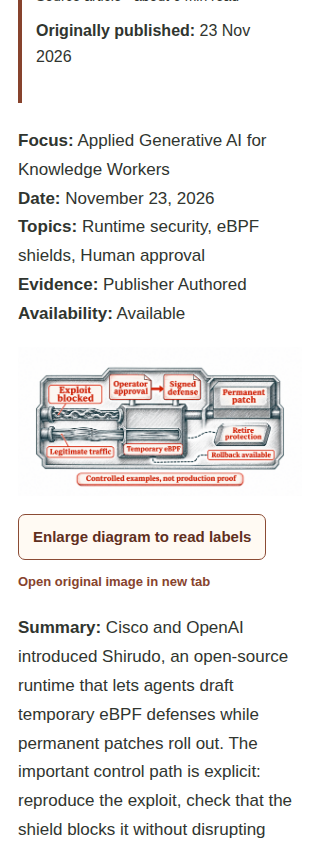 Originally published: 23 Nov
2026
Focus: Applied Generative AI for
Knowledge Workers
Date: November 23, 2026
Topics: Runtime security, eBPF
shields, Human approval
Evidence: Publisher Authored
Availability: Available
Exploit
blocked
Operator
approval
Signed
defense
Permanent
patch
Retire
protection
Legitimate traffic
Temporary eBPF
Rollback available
Controlled examples, not production proof
Enlarge diagram to read labels
Open original image in new tab
Summary: Cisco and OpenAI
introduced Shirudo, an open-source
runtime that lets agents draft
temporary eBPF defenses while
permanent patches roll out. The
important control path is explicit:
reproduce the exploit, check that the
shield blocks it without disrupting